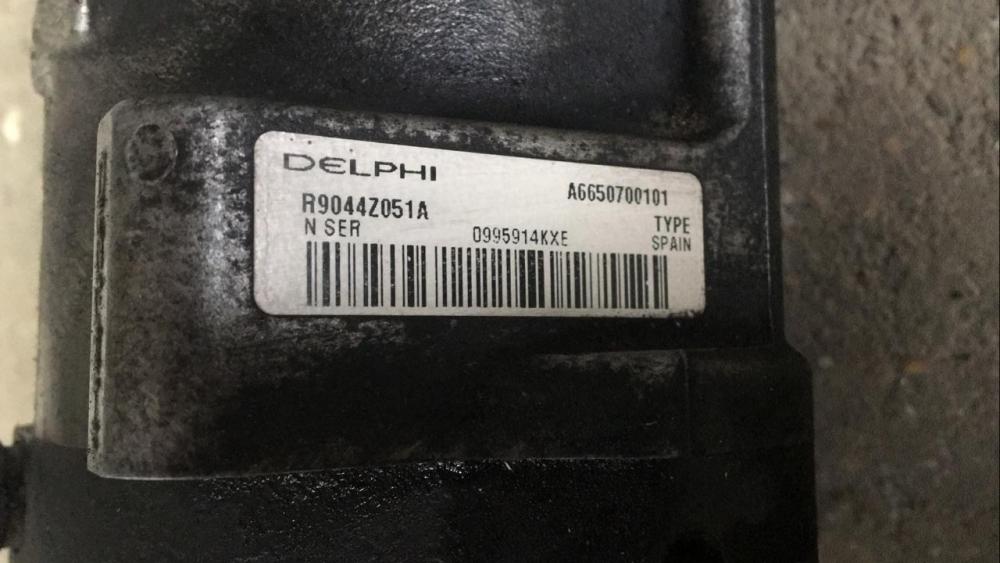 DELPHI
A6650700101
R9044Z051A
TYPE
N SER
0995914KXE
SPAIN